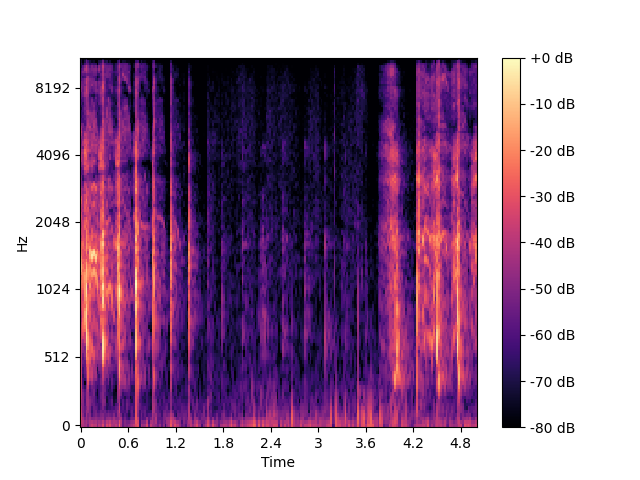 +0 dB
8192
-10 dB
4096
-20 dB
-30 dB
2048
-40 dB
Hz
1024
-50 dB
512
-60 dB
-70 dB
0
-80 dB
0 0.6 1.2 1.8 2.4 3 3.6 4.2 4.8
Time